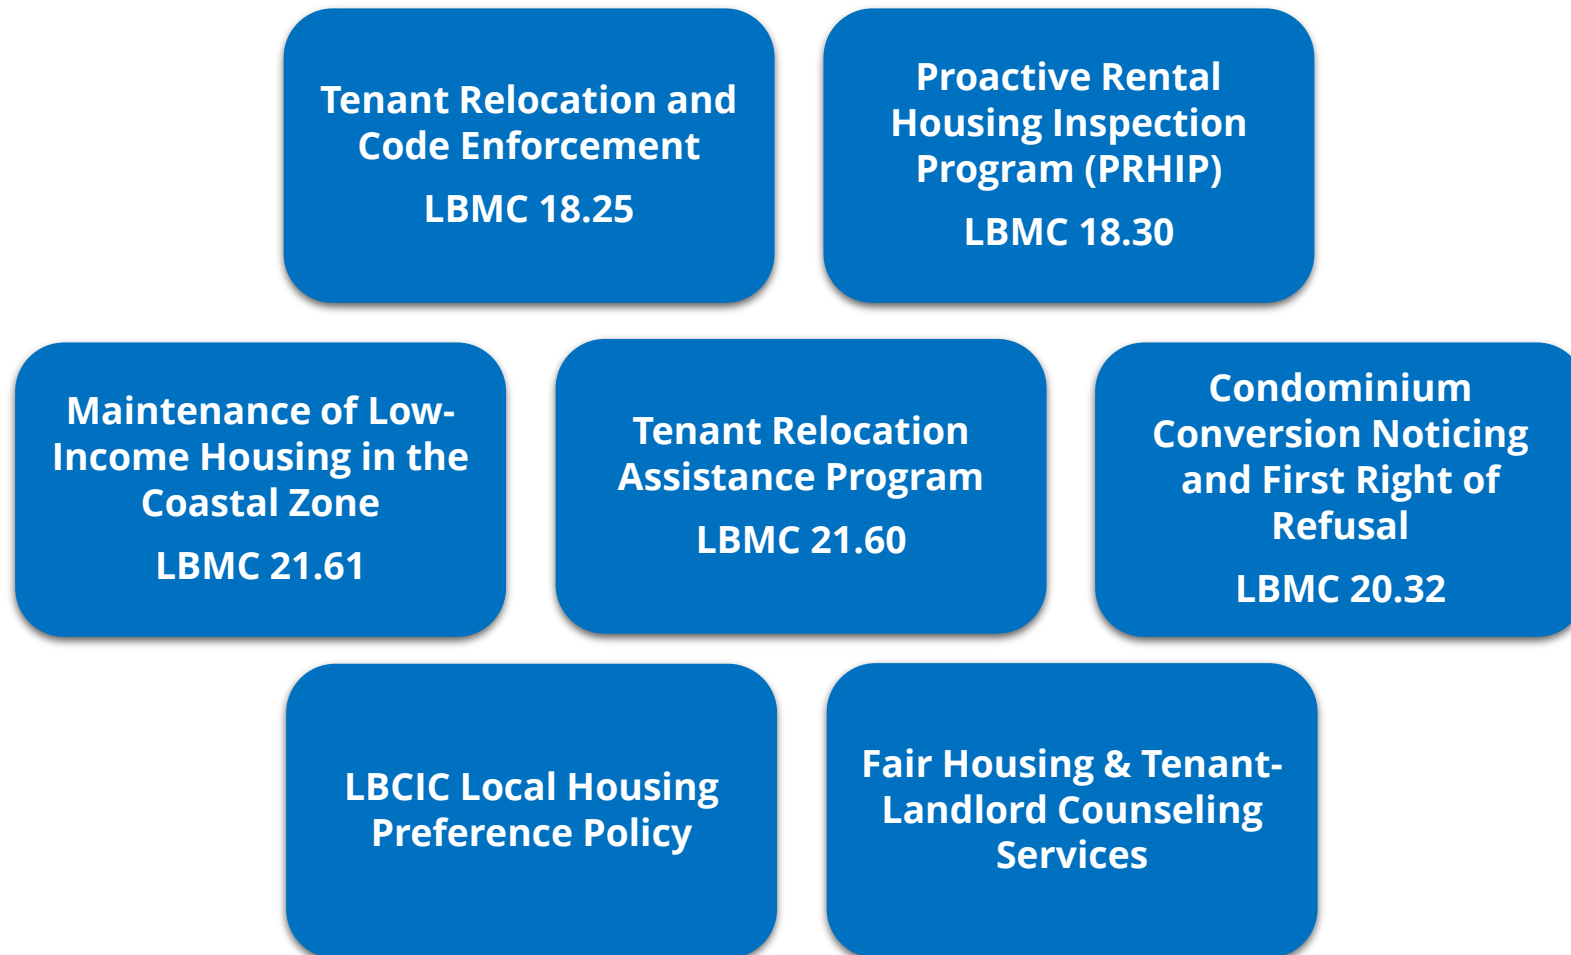 Tenant Relocation and
Code Enforcement
LBMC 18.25
Proactive Rental
Housing Inspection
Program (PRHIP)
LBMC 18.30
Maintenance of Low-
Income Housing in the
Coastal Zone
LBMC 21.61
Tenant Relocation
Assistance Program
LBMC 21.60
Condominium
Conversion Noticing
and First Right of
Refusal
LBMC 20.32
LBCIC Local Housing
Preference Policy
Fair Housing & Tenant-
Landlord Counseling
Services